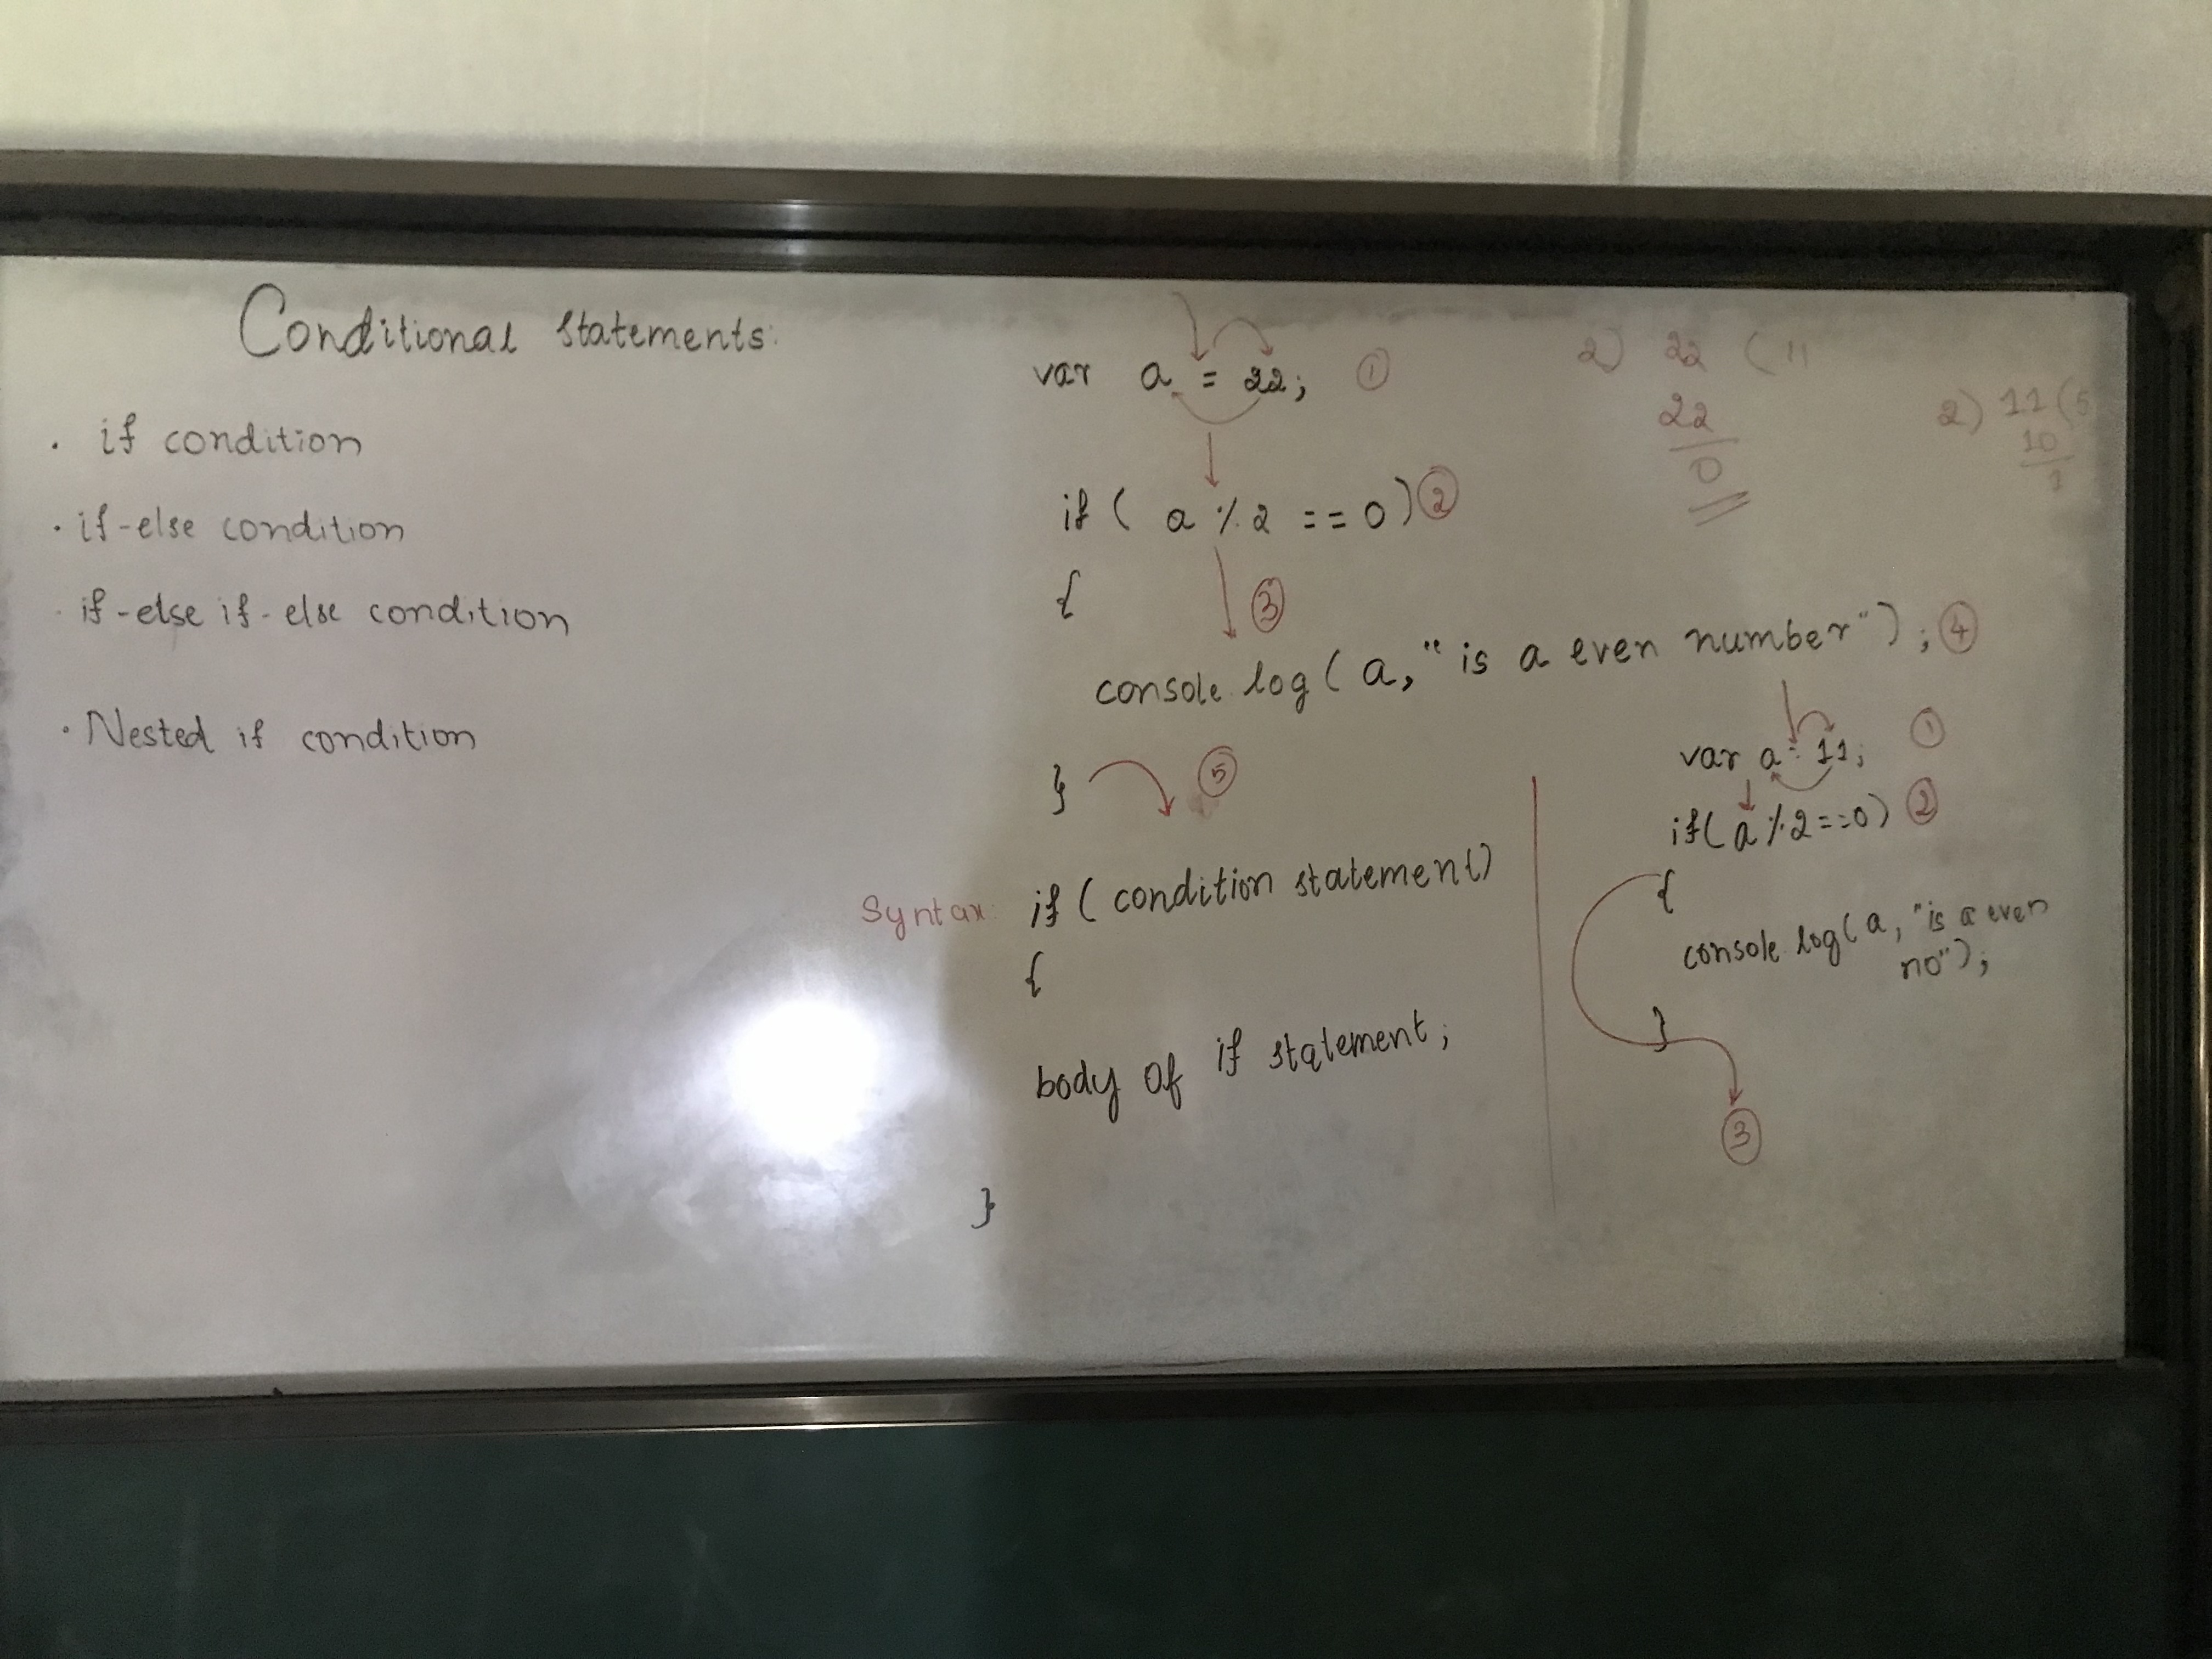 Conditional statements:
· if condition
· if-else condition
· if-else if-else condition
· Nested if condition
var a = 22; ①
if ( a % 2 == 0) ②
{
③
console.log ( a, " is a even number" ) ; ④
} ⑤
Syntax: if ( condition statement)
{
body of if statement;
}
2) 22 ( 11
22
0
2) 11 ( 5
10
1
var a = 11; ①
if( a % 2 == 0) ②
{
console.log( a, "is a even
no");
}
③